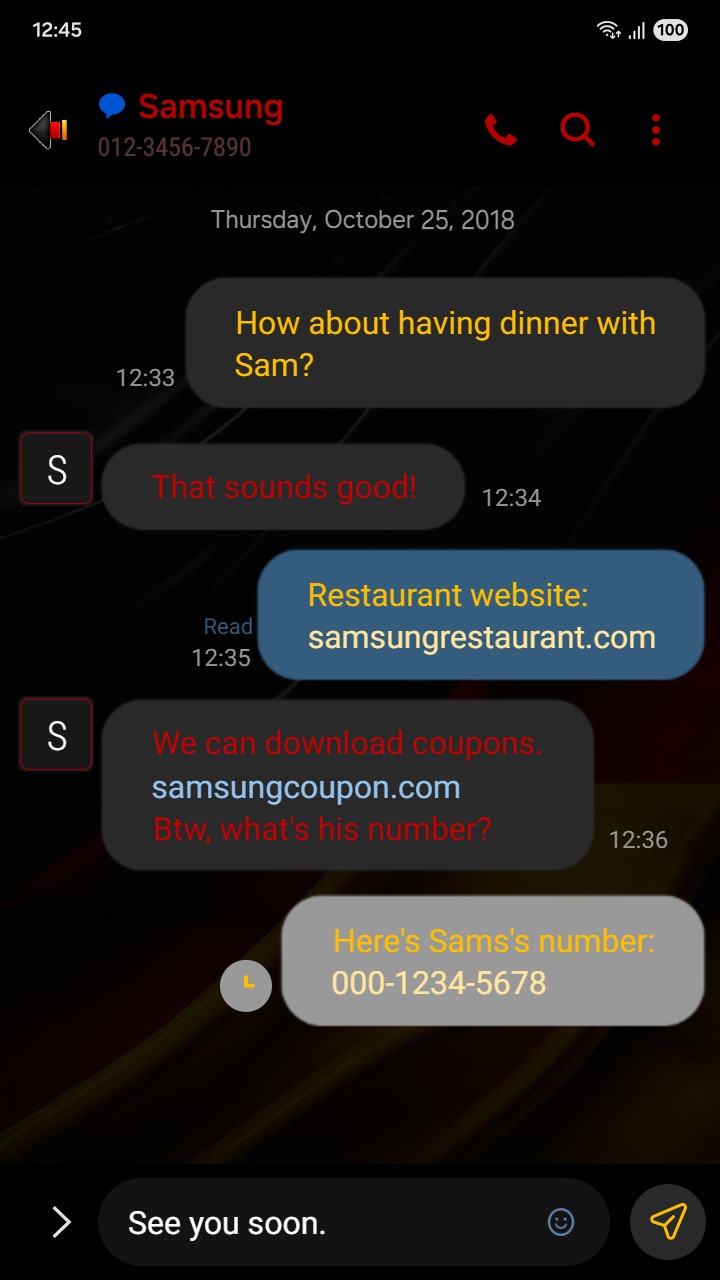 12:45
100
Samsung
012-3456-7890
Thursday, October 25, 2018
How about having dinner with
Sam?
12:33
S
That sounds good!
12:34
Restaurant website:
samsungrestaurant.com
Read
12:35
S
We can download coupons.
samsungcoupon.com
Btw, what's his number?
12:36
Here's Sams's number:
000-1234-5678
See you soon.